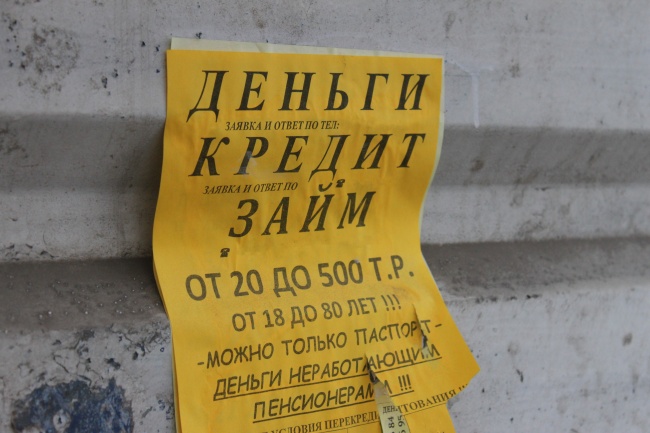 ДЕНЬГИ
ЗАЯВКА И ОТВЕТ ПО ТЕЛ:
КРЕДИТ
ЗАЯВКА И ОТВЕТ ПО
ЗАЙМ
ОТ 20 ДО 500 Т.Р.
ОТ 18 ДО 80 ЛЕТ !!!
-МОЖНО ТОЛЬКО ПАСПОРТ-
ДЕНЬГИ НЕРАБОТАЮЩИМ
ПЕНСИОНЕРАМ !!!
УСЛОВИЯ